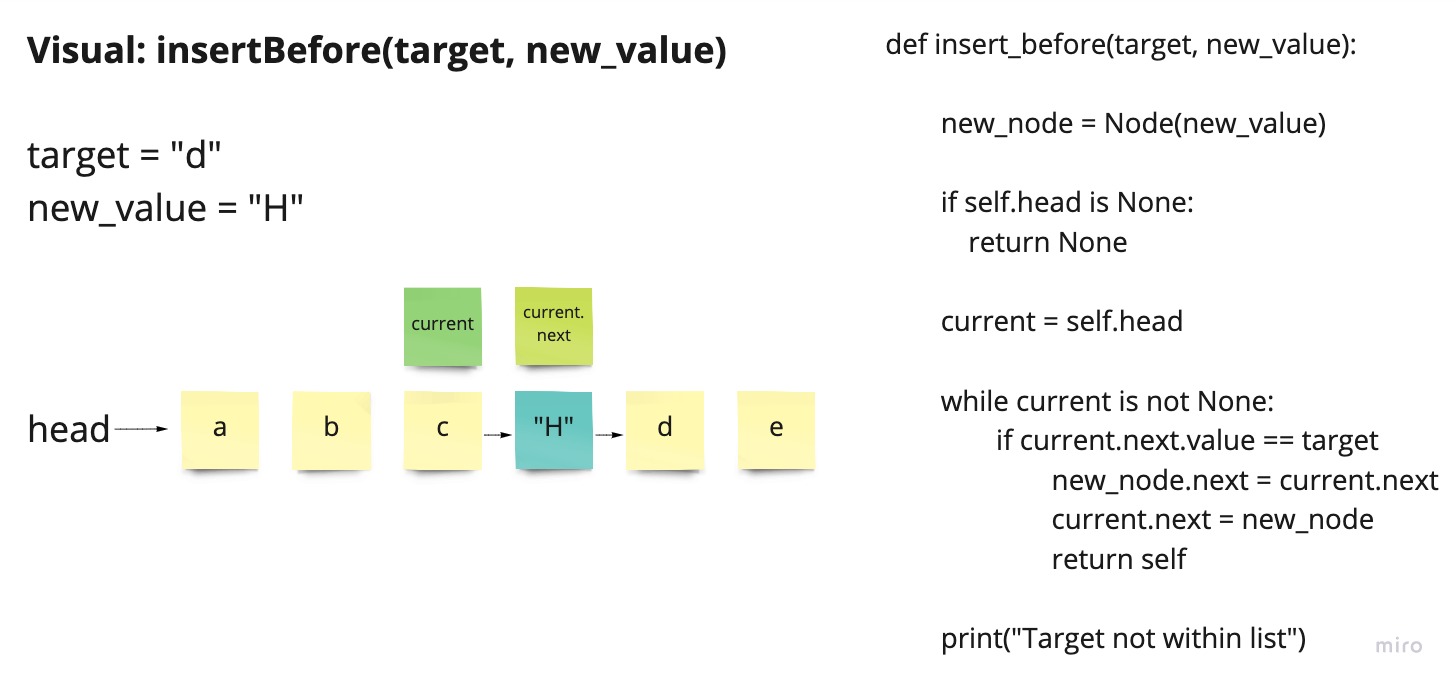 Visual: insertBefore(target, new_value)
target = "d"
new_value = "H"
current
current.
next
head
a
b
c
"H"
d
e
def insert_before(target, new_value):
new_node = Node(new_value)
if self.head is None:
return None
current = self.head
while current is not None:
if current.next.value == target
new_node.next = current.next
current.next = new_node
return self
print("Target not within list")
miro